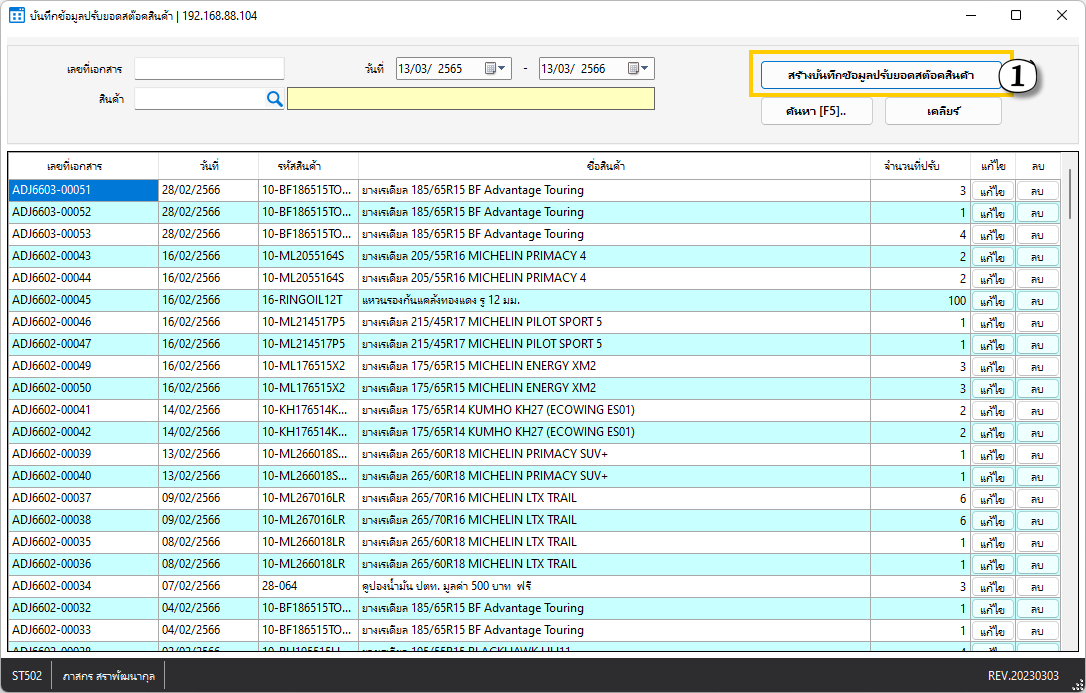 บันทึกข้อมูลปรับยอดสต๊อคสินค้า | 192.168.88.104
เลขที่เอกสาร วันที่ 13/03/ 2565 - 13/03/ 2566 สร้างบันทึกข้อมูลปรับยอดสต๊อคสินค้า 1
สินค้า ค้นหา [F5].. เคลียร์
เลขที่เอกสาร วันที่ รหัสสินค้า ชื่อสินค้า จำนวนที่ปรับ แก้ไข ลบ
ADJ6603-00051 28/02/2566 10-BF186515TO... ยางเรเดียล 185/65R15 BF Advantage Touring 3 แก้ไข ลบ
ADJ6603-00052 28/02/2566 10-BF186515TO... ยางเรเดียล 185/65R15 BF Advantage Touring 1 แก้ไข ลบ
ADJ6603-00053 28/02/2566 10-BF186515TO... ยางเรเดียล 185/65R15 BF Advantage Touring 4 แก้ไข ลบ
ADJ6602-00043 16/02/2566 10-ML2055164S ยางเรเดียล 205/55R16 MICHELIN PRIMACY 4 2 แก้ไข ลบ
ADJ6602-00044 16/02/2566 10-ML2055164S ยางเรเดียล 205/55R16 MICHELIN PRIMACY 4 2 แก้ไข ลบ
ADJ6602-00045 16/02/2566 16-RINGOIL12T แหวนรองก้นแคล้งทองแดง รู 12 มม. 100 แก้ไข ลบ
ADJ6602-00046 16/02/2566 10-ML214517P5 ยางเรเดียล 215/45R17 MICHELIN PILOT SPORT 5 1 แก้ไข ลบ
ADJ6602-00047 16/02/2566 10-ML214517P5 ยางเรเดียล 215/45R17 MICHELIN PILOT SPORT 5 1 แก้ไข ลบ
ADJ6602-00049 16/02/2566 10-ML176515X2 ยางเรเดียล 175/65R15 MICHELIN ENERGY XM2 3 แก้ไข ลบ
ADJ6602-00050 16/02/2566 10-ML176515X2 ยางเรเดียล 175/65R15 MICHELIN ENERGY XM2 3 แก้ไข ลบ
ADJ6602-00041 14/02/2566 10-KH176514K... ยางเรเดียล 175/65R14 KUMHO KH27 (ECOWING ES01) 2 แก้ไข ลบ
ADJ6602-00042 14/02/2566 10-KH176514K... ยางเรเดียล 175/65R14 KUMHO KH27 (ECOWING ES01) 2 แก้ไข ลบ
ADJ6602-00039 13/02/2566 10-ML266018S... ยางเรเดียล 265/60R18 MICHELIN PRIMACY SUV+ 1 แก้ไข ลบ
ADJ6602-00040 13/02/2566 10-ML266018S... ยางเรเดียล 265/60R18 MICHELIN PRIMACY SUV+ 1 แก้ไข ลบ
ADJ6602-00037 09/02/2566 10-ML267016LR ยางเรเดียล 265/70R16 MICHELIN LTX TRAIL 6 แก้ไข ลบ
ADJ6602-00038 09/02/2566 10-ML267016LR ยางเรเดียล 265/70R16 MICHELIN LTX TRAIL 6 แก้ไข ลบ
ADJ6602-00035 08/02/2566 10-ML266018LR ยางเรเดียล 265/60R18 MICHELIN LTX TRAIL 1 แก้ไข ลบ
ADJ6602-00036 08/02/2566 10-ML266018LR ยางเรเดียล 265/60R18 MICHELIN LTX TRAIL 1 แก้ไข ลบ
ADJ6602-00034 07/02/2566 28-064 คูปองน้ำมัน ปตท. มูลค่า 500 บาท ฟรี 3 แก้ไข ลบ
ADJ6602-00032 04/02/2566 10-BF186515TO... ยางเรเดียล 185/65R15 BF Advantage Touring 1 แก้ไข ลบ
ADJ6602-00033 04/02/2566 10-BF186515TO... ยางเรเดียล 185/65R15 BF Advantage Touring 1 แก้ไข ลบ
ST502 ภาสกร สราพัฒนากุล REV.20230303